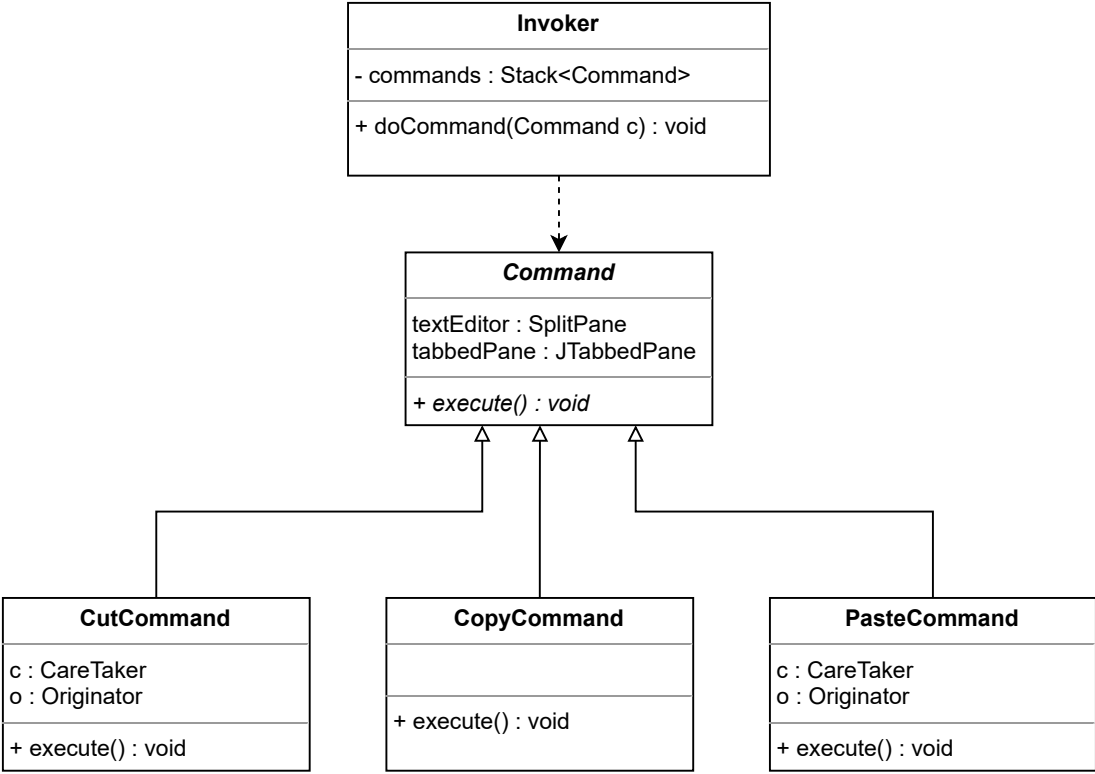 Invoker
- commands : Stack<Command>
+ doCommand(Command c) : void
Command
textEditor : SplitPane
tabbedPane : JTabbedPane
+ execute() : void
CutCommand
c : CareTaker
o : Originator
+ execute() : void
CopyCommand
+ execute() : void
PasteCommand
c : CareTaker
o : Originator
+ execute() : void